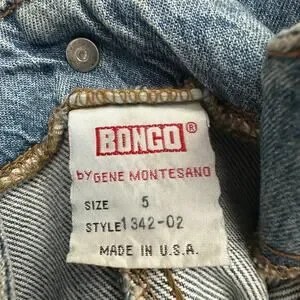 BONGO®
by GENE MONTESANO
SIZE 5
STYLE 1342-02
MADE IN U.S.A.